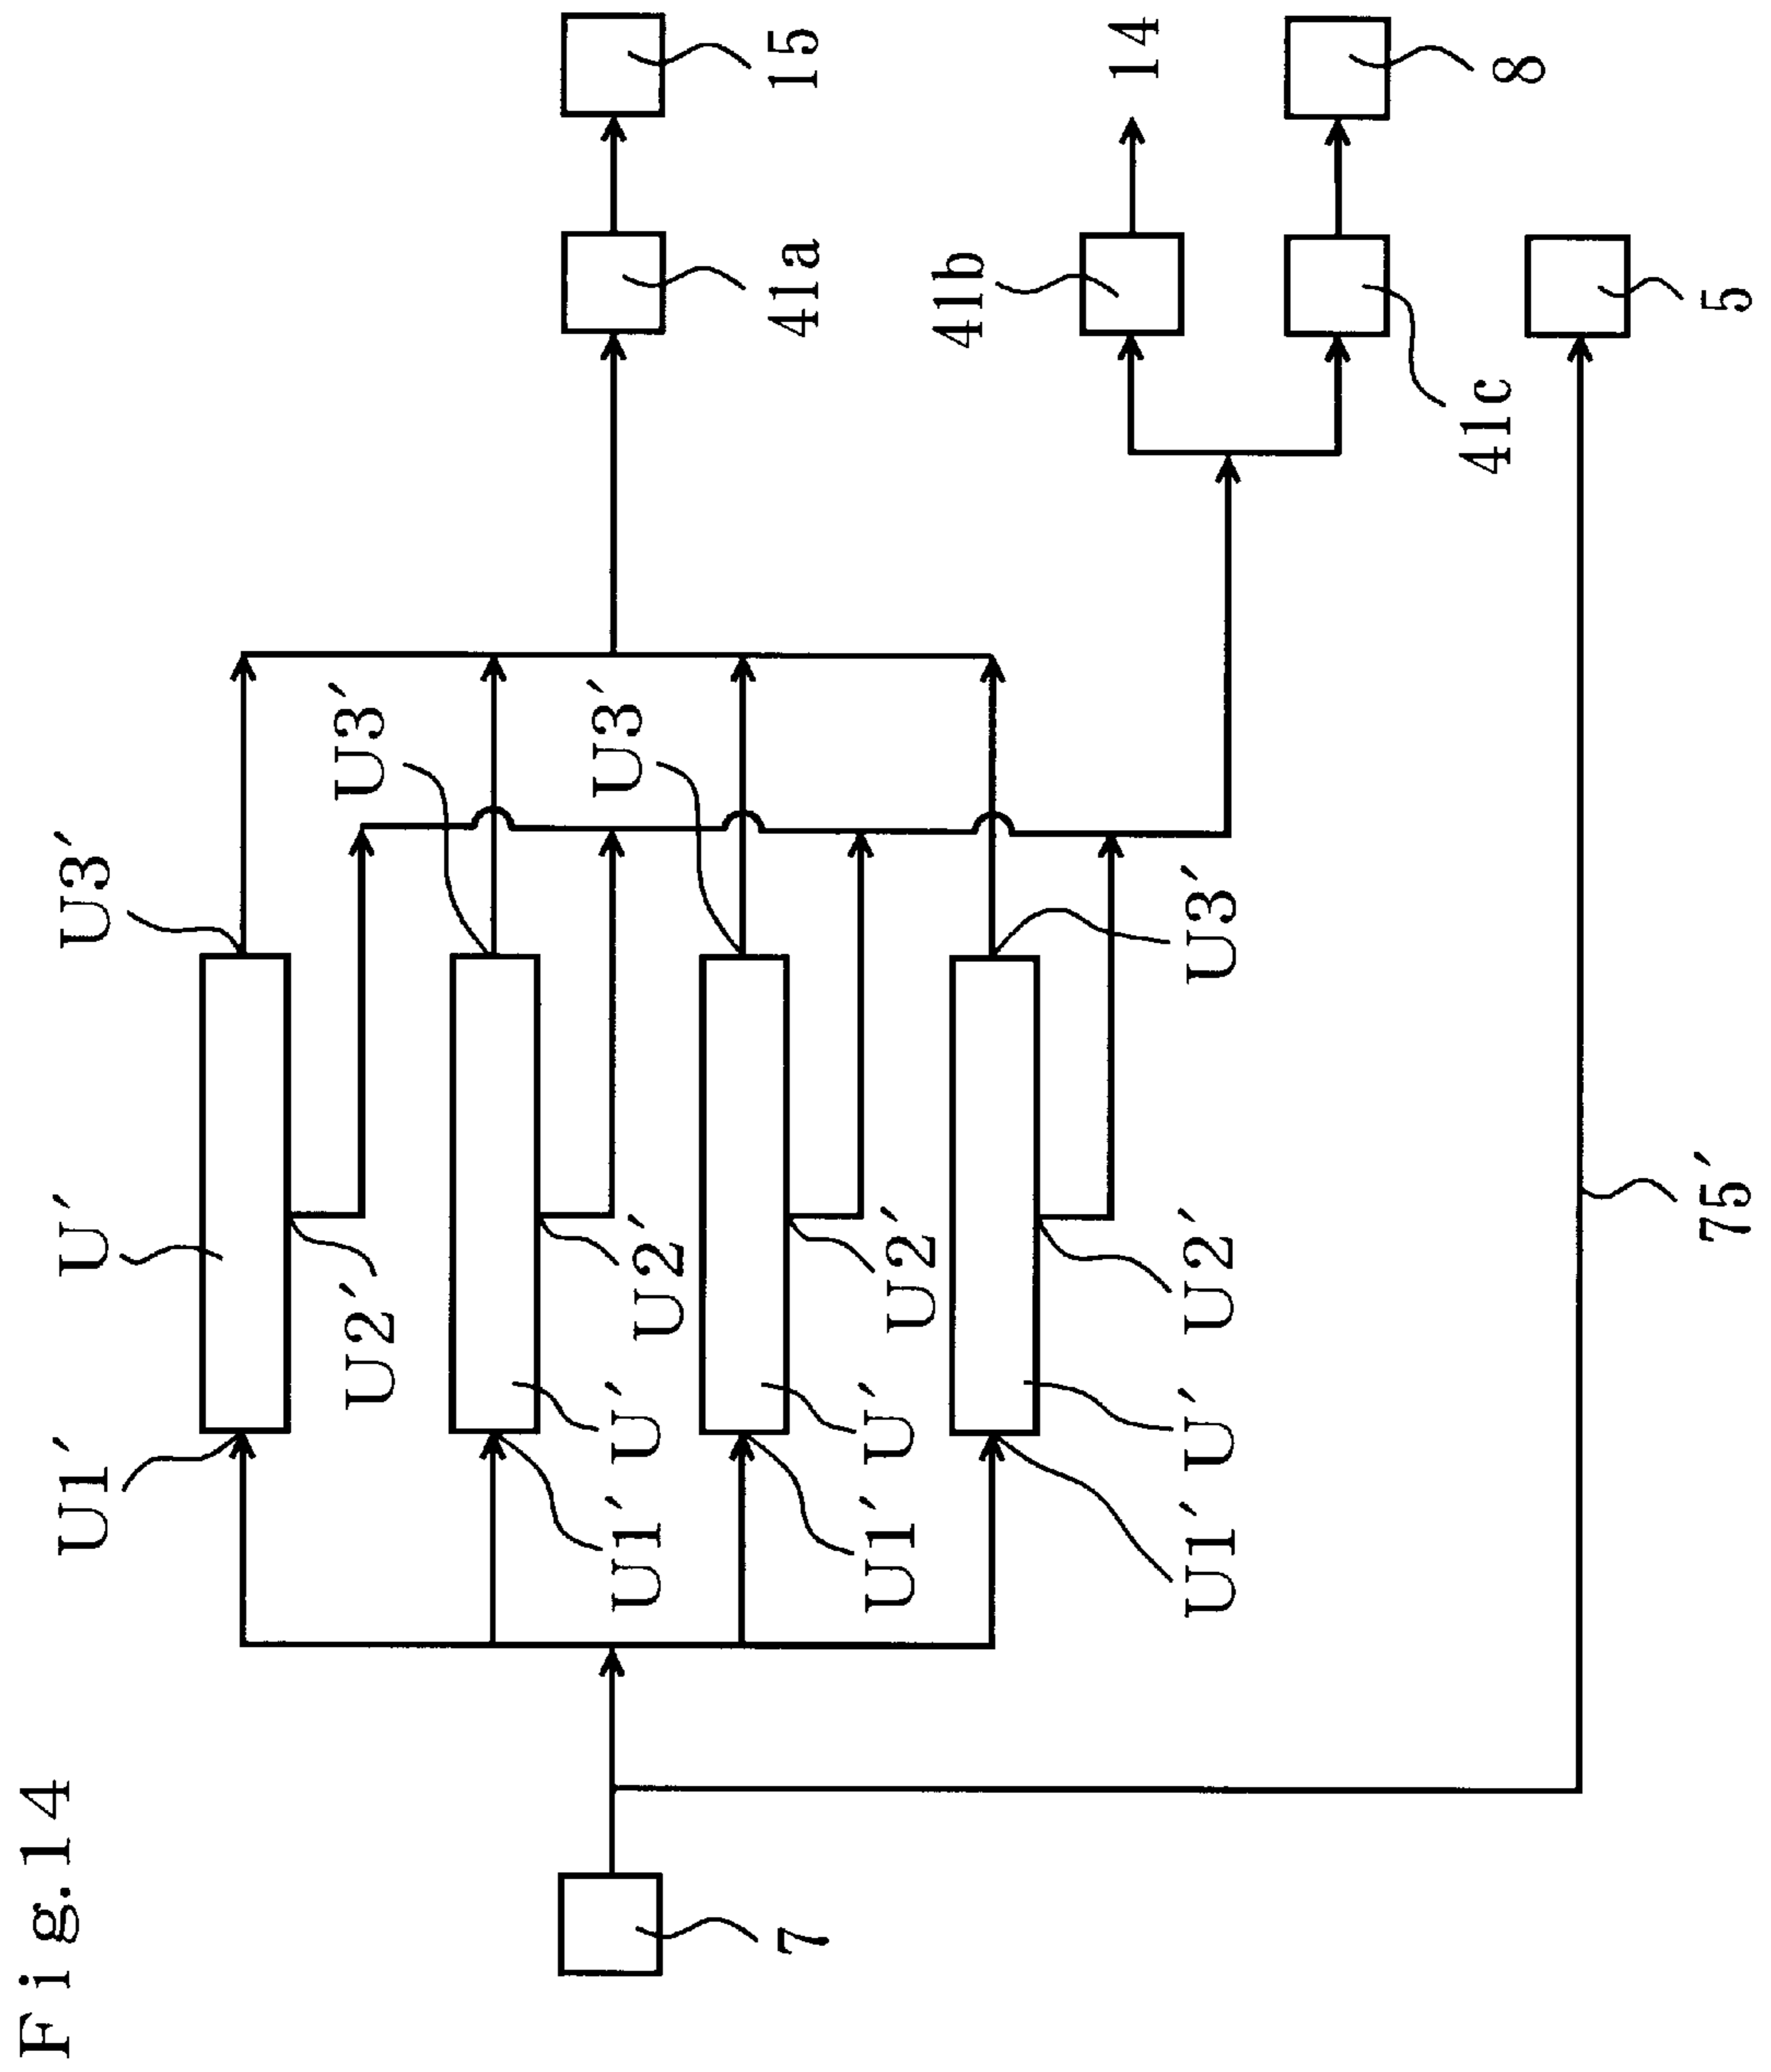 Fig.14
U1′ U′ U3′
U2′ U3′
U1′ U′ U2′ U3′
7 41a 15
U1′ U′ U2′
41b
14
U1′ U′ U2′ U3′
41c 8
75′ 5